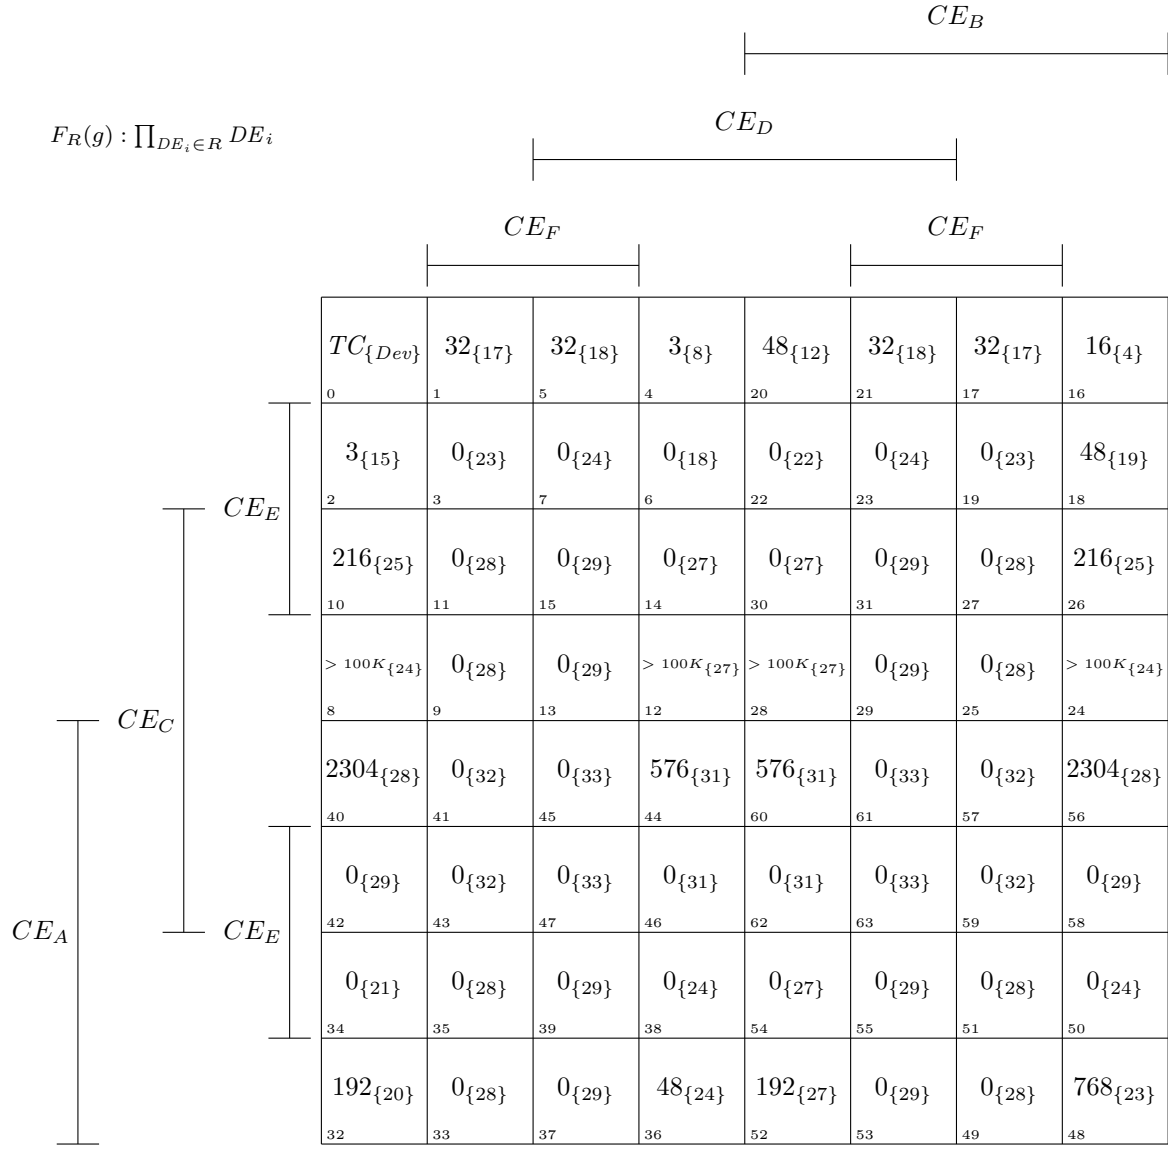 CE_B
F_R(g) : ∏_{DE_i∈R} DE_i
CE_D
CE_F CE_F
TC_{Dev} 32_{17} 32_{18} 3_{8} 48_{12} 32_{18} 32_{17} 16_{4}
0 1 5 4 20 21 17 16
3_{15} 0_{23} 0_{24} 0_{18} 0_{22} 0_{24} 0_{23} 48_{19}
2 3 7 6 22 23 19 18
CE_E
216_{25} 0_{28} 0_{29} 0_{27} 0_{27} 0_{29} 0_{28} 216_{25}
10 11 15 14 30 31 27 26
> 100K_{24} 0_{28} 0_{29} > 100K_{27} > 100K_{27} 0_{29} 0_{28} > 100K_{24}
8 9 13 12 28 29 25 24
CE_C
2304_{28} 0_{32} 0_{33} 576_{31} 576_{31} 0_{33} 0_{32} 2304_{28}
40 41 45 44 60 61 57 56
0_{29} 0_{32} 0_{33} 0_{31} 0_{31} 0_{33} 0_{32} 0_{29}
42 43 47 46 62 63 59 58
CE_A CE_E
0_{21} 0_{28} 0_{29} 0_{24} 0_{27} 0_{29} 0_{28} 0_{24}
34 35 39 38 54 55 51 50
192_{20} 0_{28} 0_{29} 48_{24} 192_{27} 0_{29} 0_{28} 768_{23}
32 33 37 36 52 53 49 48